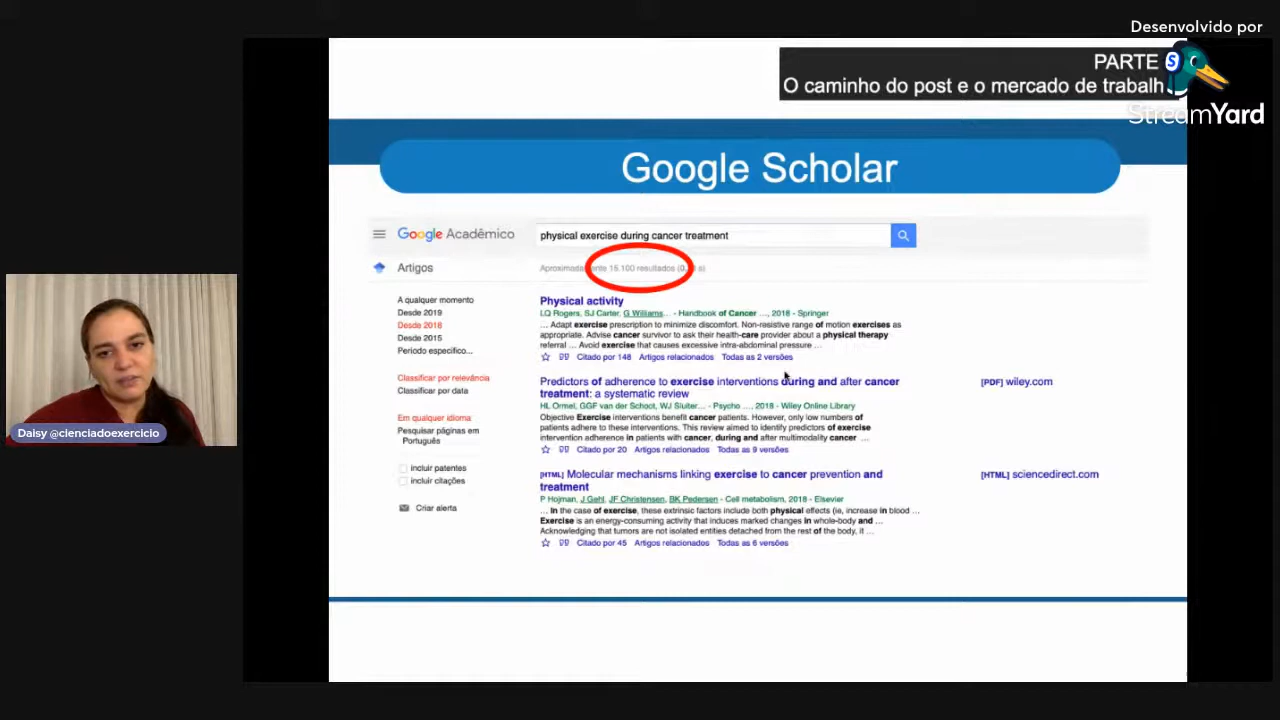 Desenvolvido por
StreamYard
PARTE
O caminho do post e o mercado de trabalh
Google Scholar
Google Acadêmico
physical exercise during cancer treatment
Artigos
15.100 resultados (0,
A qualquer momento
Desde 2019
Desde 2018
Desde 2015
Período específico...
Classificar por relevância
Classificar por data
Em qualquer idioma
Pesquisar páginas em
Português
incluir patentes
incluir citações
Criar alerta
Physical activity
LQ Rogers, SJ Carter, G Williams... - Handbook of Cancer ..., 2018 - Springer
... Adapt exercise prescription to minimize discomfort. Non-resistive range of motion exercises as
appropriate. Advise cancer survivor to ask their health-care provider about a physical therapy
referral ... Avoid exercise that causes excessive intra-abdominal pressure ...
Citado por 148 Artigos relacionados Todas as 2 versões
Predictors of adherence to exercise interventions during and after cancer
treatment: a systematic review
[PDF] wiley.com
HL Ormel, GGF van der Schoot, WJ Sluiter... - Psycho ..., 2018 - Wiley Online Library
Objective Exercise interventions benefit cancer patients. However, only low numbers of
patients adhere to these interventions. This review aimed to identify predictors of exercise
intervention adherence in patients with cancer, during and after multimodality cancer ...
Citado por 20 Artigos relacionados Todas as 9 versões
[HTML] Molecular mechanisms linking exercise to cancer prevention and
treatment
[HTML] sciencedirect.com
P Hojman, J Gehl, JF Christensen, BK Pedersen - Cell metabolism, 2018 - Elsevier
... In the case of exercise, these extrinsic factors include both physical effects (ie, increase in blood ...
Exercise is an energy-consuming activity that induces marked changes in whole-body and ...
Acknowledging that tumors are not isolated entities detached from the rest of the body, it ...
Citado por 45 Artigos relacionados Todas as 6 versões
Daisy @cienciadoexercicio